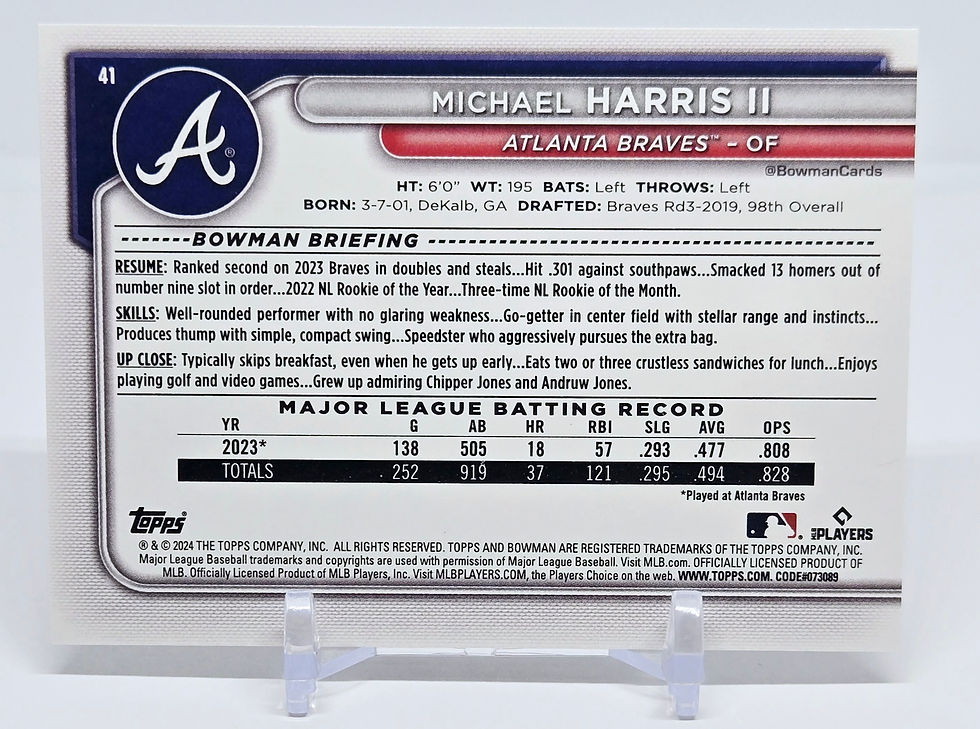 41
A®
MICHAEL HARRIS II
ATLANTA BRAVES™ – OF
@BowmanCards
HT: 6'0" WT: 195 BATS: Left THROWS: Left
BORN: 3-7-01, DeKalb, GA DRAFTED: Braves Rd3-2019, 98th Overall
BOWMAN BRIEFING
RESUME: Ranked second on 2023 Braves in doubles and steals...Hit .301 against southpaws...Smacked 13 homers out of
number nine slot in order...2022 NL Rookie of the Year...Three-time NL Rookie of the Month.
SKILLS: Well-rounded performer with no glaring weakness...Go-getter in center field with stellar range and instincts...
Produces thump with simple, compact swing...Speedster who aggressively pursues the extra bag.
UP CLOSE: Typically skips breakfast, even when he gets up early...Eats two or three crustless sandwiches for lunch...Enjoys
playing golf and video games...Grew up admiring Chipper Jones and Andruw Jones.
MAJOR LEAGUE BATTING RECORD
YR G AB HR RBI SLG AVG OPS
2023* 138 505 18 57 .293 .477 .808
TOTALS 252 919 37 121 .295 .494 .828
*Played at Atlanta Braves
Topps MLB PLAYERS
® & © 2024 THE TOPPS COMPANY, INC. ALL RIGHTS RESERVED. TOPPS AND BOWMAN ARE REGISTERED TRADEMARKS OF THE TOPPS COMPANY, INC.
Major League Baseball trademarks and copyrights are used with permission of Major League Baseball. Visit MLB.com. OFFICIALLY LICENSED PRODUCT OF
MLB. Officially Licensed Product of MLB Players, Inc. Visit MLBPLAYERS.COM, the Players Choice on the web. WWW.TOPPS.COM. CODE#073089